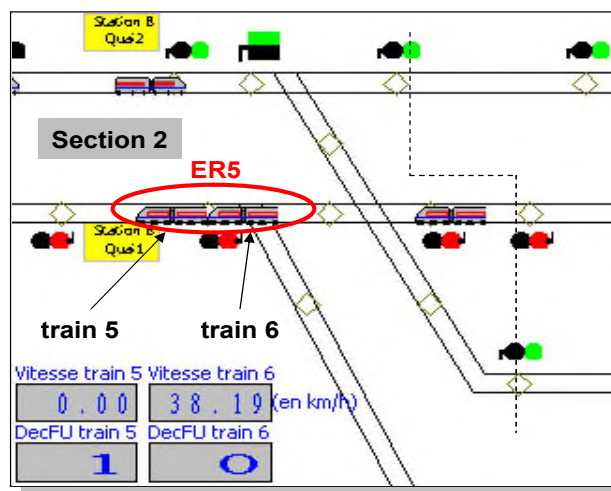 Station B
Quai2
Section 2
ER5
Station B
Quai1
train 5
train 6
Vitesse train 5 Vitesse train 6
0.00 38.19 (en km/h)
DecFU train 5 DecFU train 6
1 0